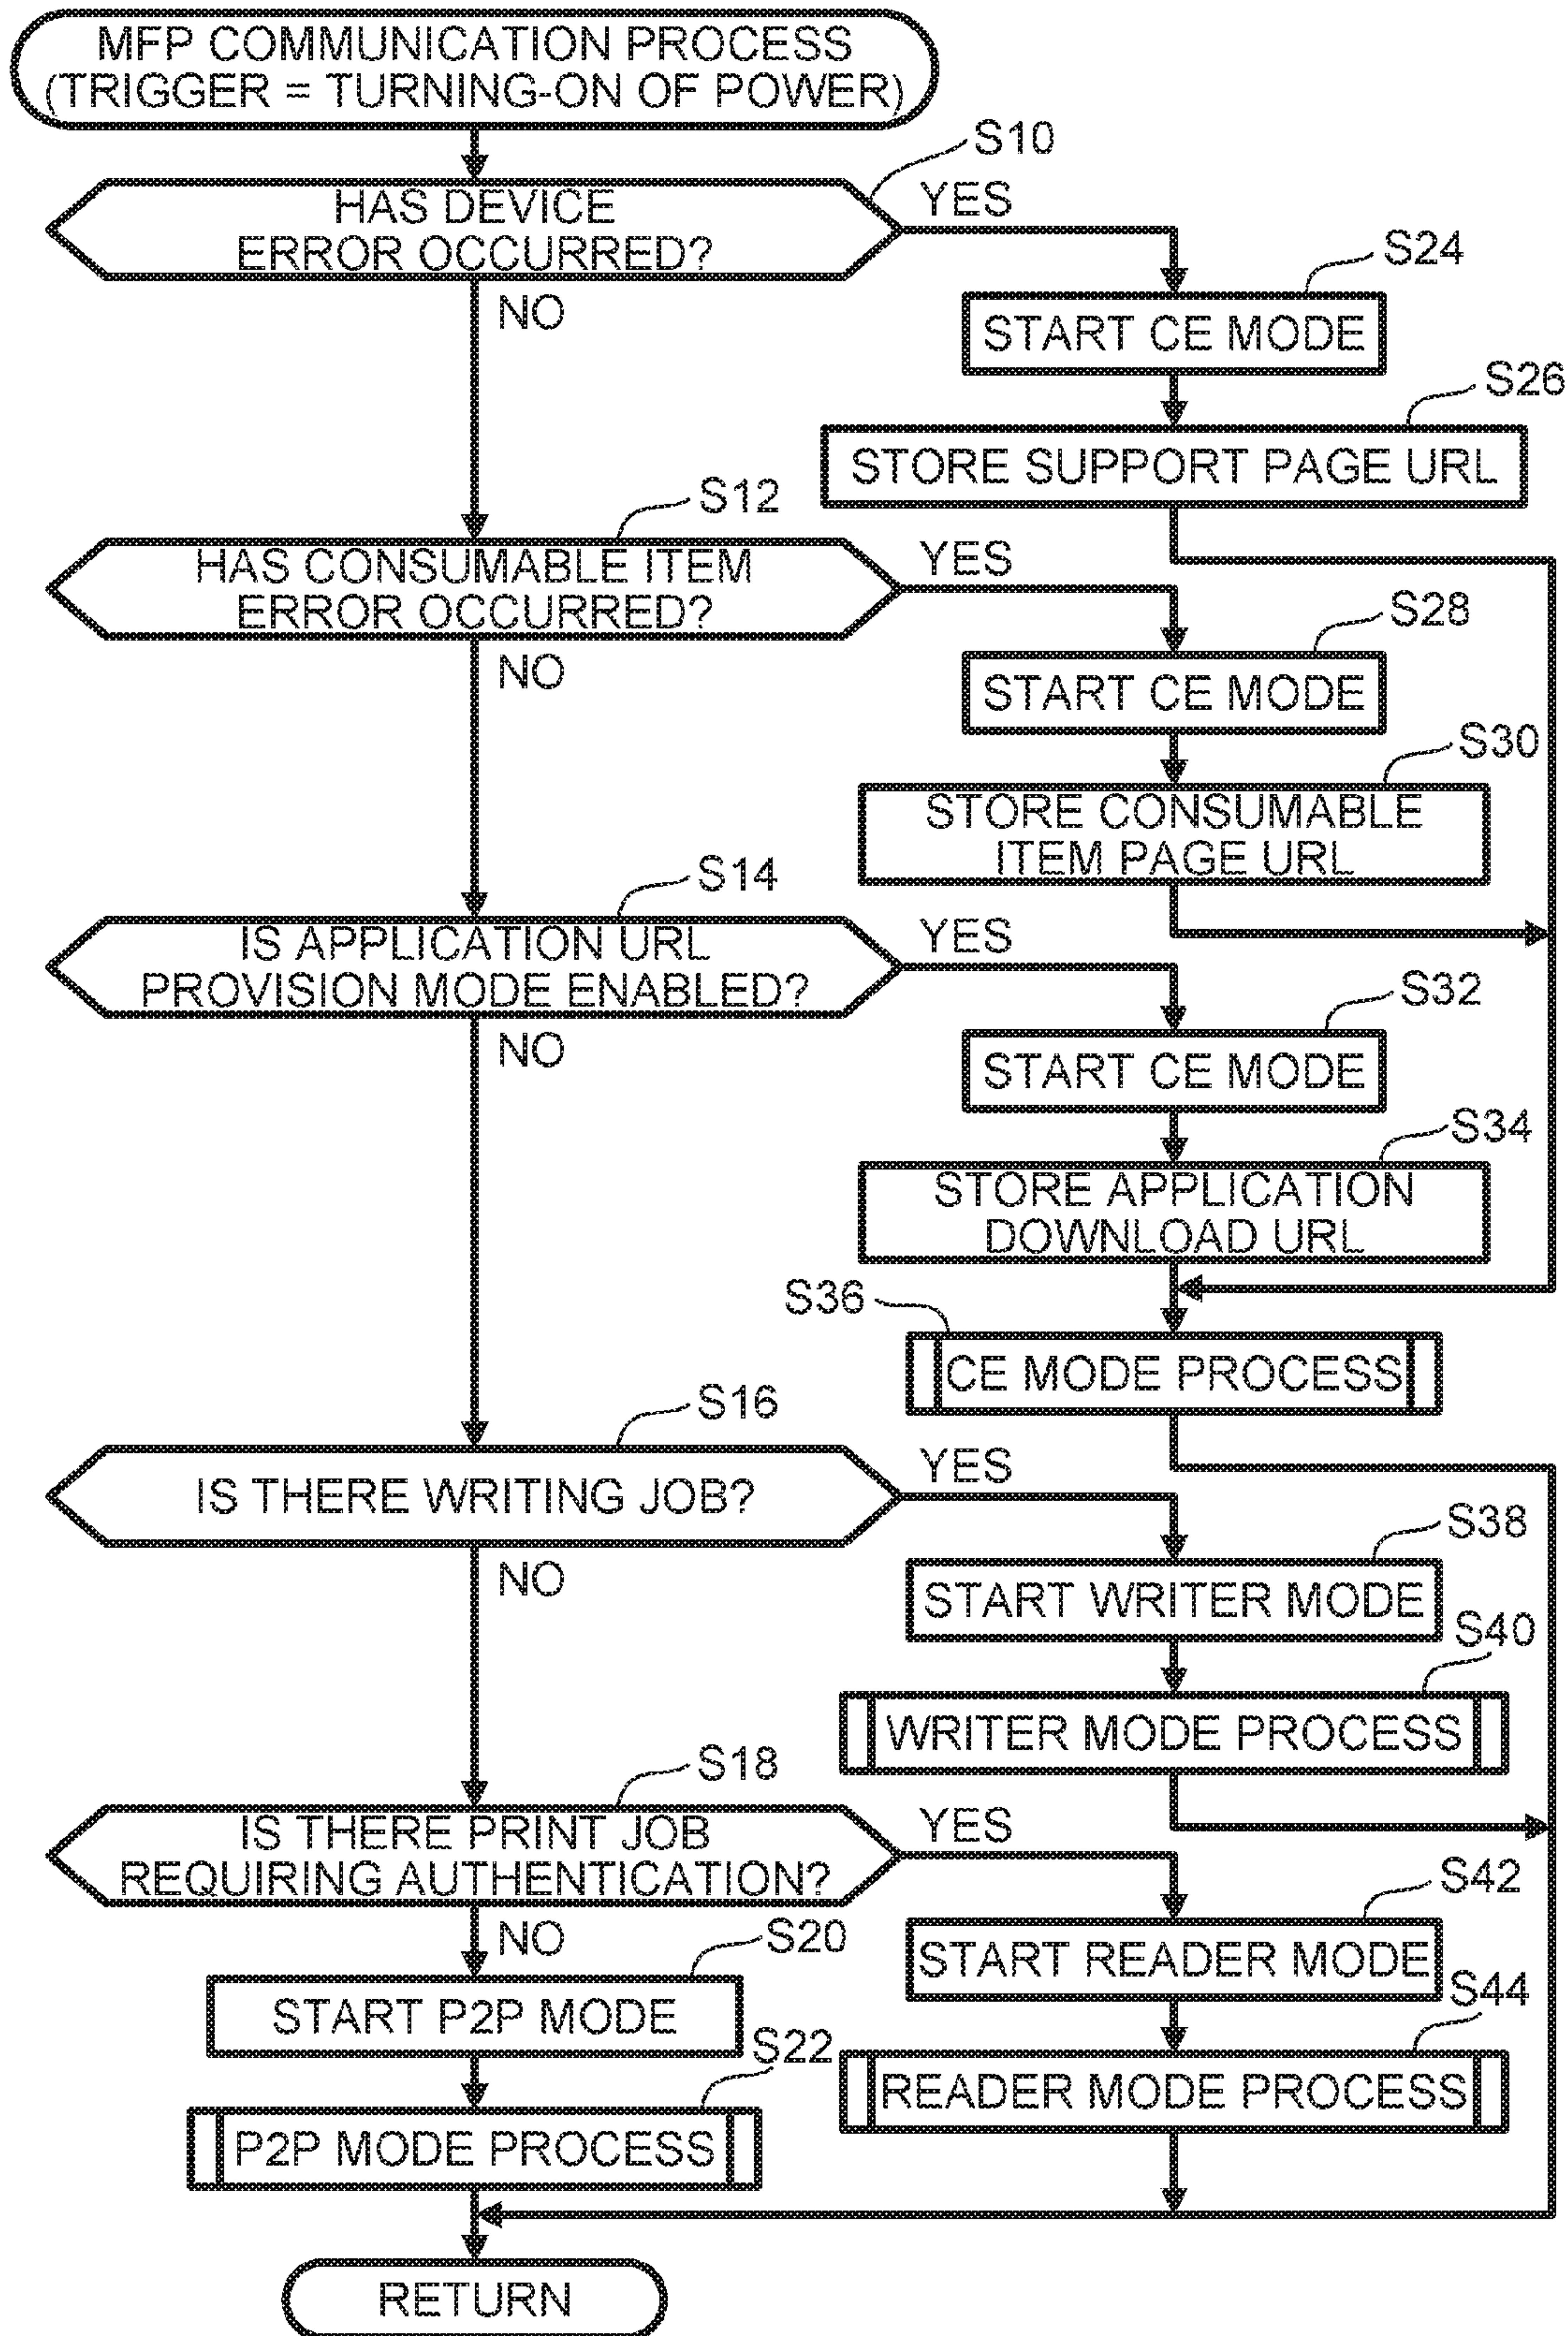 MFP COMMUNICATION PROCESS
(TRIGGER = TURNING-ON OF POWER)
S10
HAS DEVICE
ERROR OCCURRED?
YES
NO
S24
START CE MODE
S26
STORE SUPPORT PAGE URL
S12
HAS CONSUMABLE ITEM
ERROR OCCURRED?
YES
NO
S28
START CE MODE
S30
STORE CONSUMABLE
ITEM PAGE URL
S14
IS APPLICATION URL
PROVISION MODE ENABLED?
YES
NO
S32
START CE MODE
S34
STORE APPLICATION
DOWNLOAD URL
S36
CE MODE PROCESS
S16
IS THERE WRITING JOB?
YES
NO
S38
START WRITER MODE
S40
WRITER MODE PROCESS
S18
IS THERE PRINT JOB
REQUIRING AUTHENTICATION?
YES
NO
S42
START READER MODE
S44
READER MODE PROCESS
S20
START P2P MODE
S22
P2P MODE PROCESS
RETURN